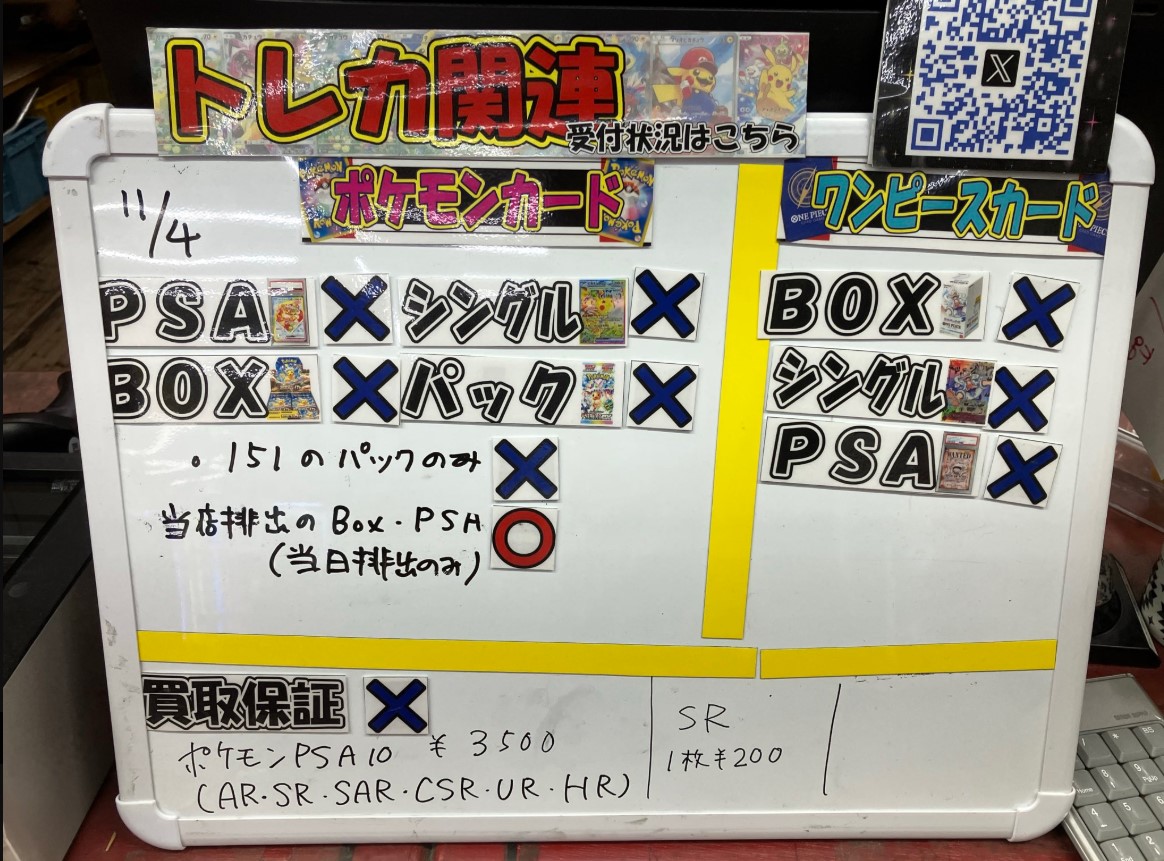 トレカ関連
受付状況はこちら
11/4
ポケモンカード
PSA × シングル ×
BOX × パック ×
・151のパックのみ ×
当店排出のBox・PSA ○
(当日排出のみ)
ワンピースカード
BOX ×
シングル ×
PSA ×
買取保証 ×
ポケモンPSA10 ¥3500
(AR・SR・SAR・CSR・UR・HR)
SR
1枚¥200